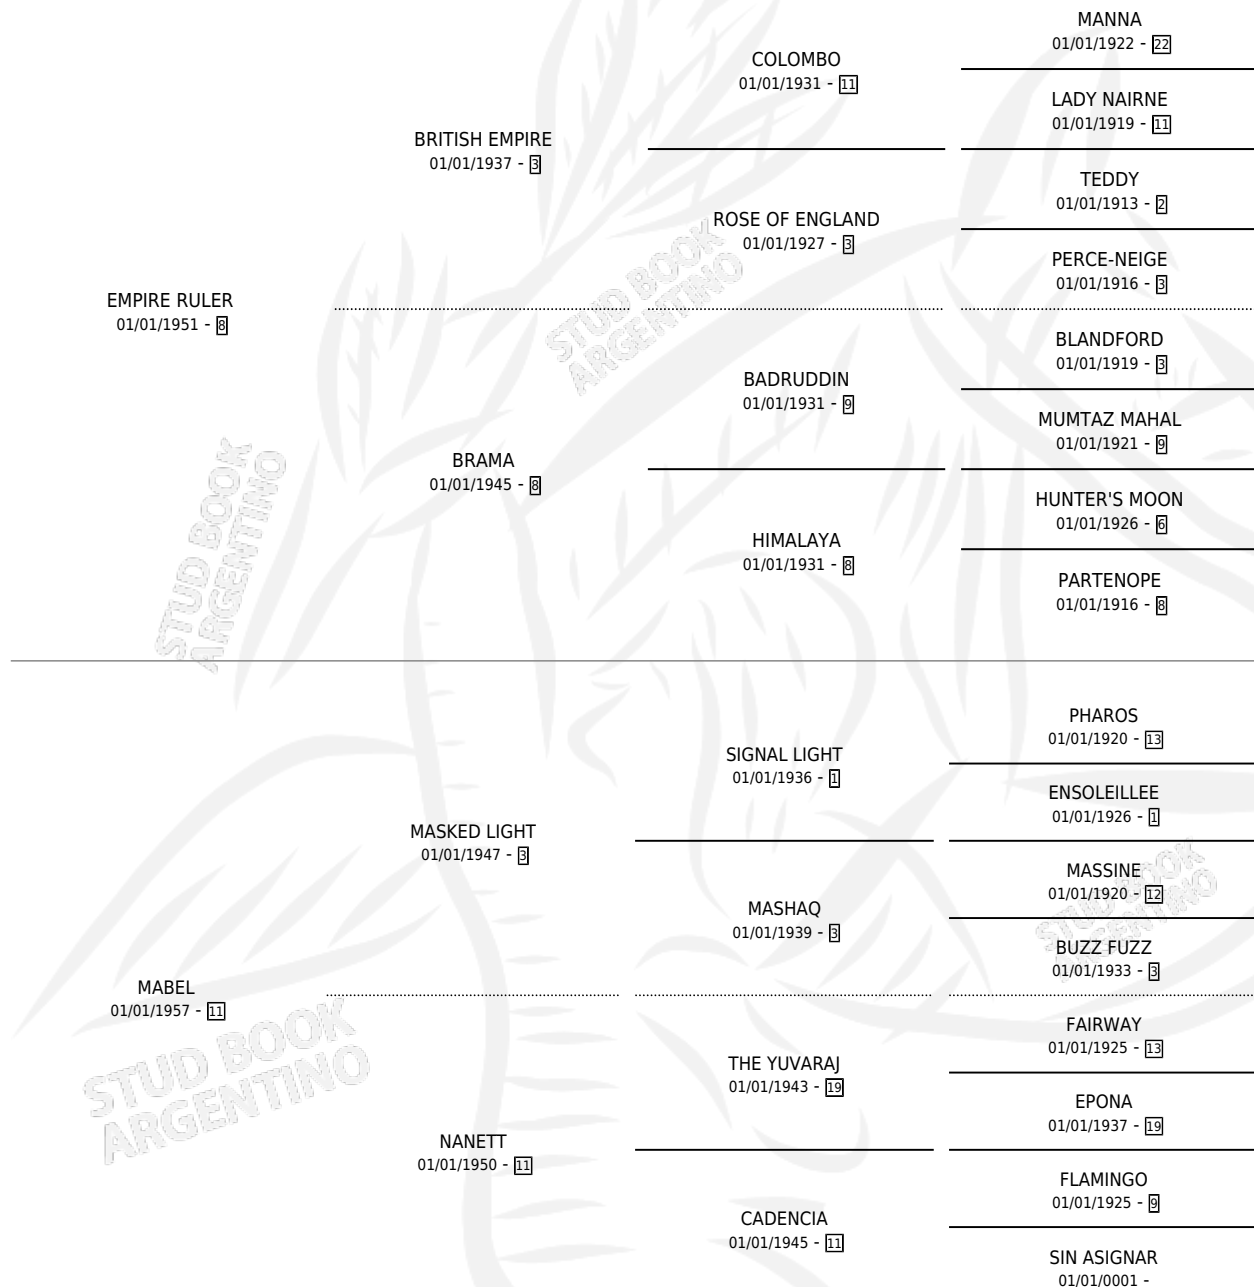 MANNA
01/01/1922 - 22
COLOMBO
01/01/1931 - 11
LADY NAIRNE
01/01/1919 - 11
BRITISH EMPIRE
01/01/1937 - 3
TEDDY
01/01/1913 - 2
ROSE OF ENGLAND
01/01/1927 - 3
PERCE-NEIGE
01/01/1916 - 3
EMPIRE RULER
01/01/1951 - 8
STUD BOOK
ARGENTINO
BLANDFORD
01/01/1919 - 3
BADRUDDIN
01/01/1931 - 9
MUMTAZ MAHAL
01/01/1921 - 9
BRAMA
01/01/1945 - 8
HUNTER'S MOON
01/01/1926 - 6
HIMALAYA
01/01/1931 - 8
PARTENOPE
01/01/1916 - 8
STUD BOOK
ARGENTINO
PHAROS
01/01/1920 - 13
SIGNAL LIGHT
01/01/1936 - 1
ENSOLEILLEE
01/01/1926 - 1
MASKED LIGHT
01/01/1947 - 3
MASSINE
01/01/1920 - 12
STUD BOOK
ARGENTINO
MASHAQ
01/01/1939 - 3
BUZZ FUZZ
01/01/1933 - 3
MABEL
01/01/1957 - 11
STUD BOOK
ARGENTINO
FAIRWAY
01/01/1925 - 13
THE YUVARAJ
01/01/1943 - 19
EPONA
01/01/1937 - 19
NANETT
01/01/1950 - 11
FLAMINGO
01/01/1925 - 9
CADENCIA
01/01/1945 - 11
SIN ASIGNAR
01/01/0001 -